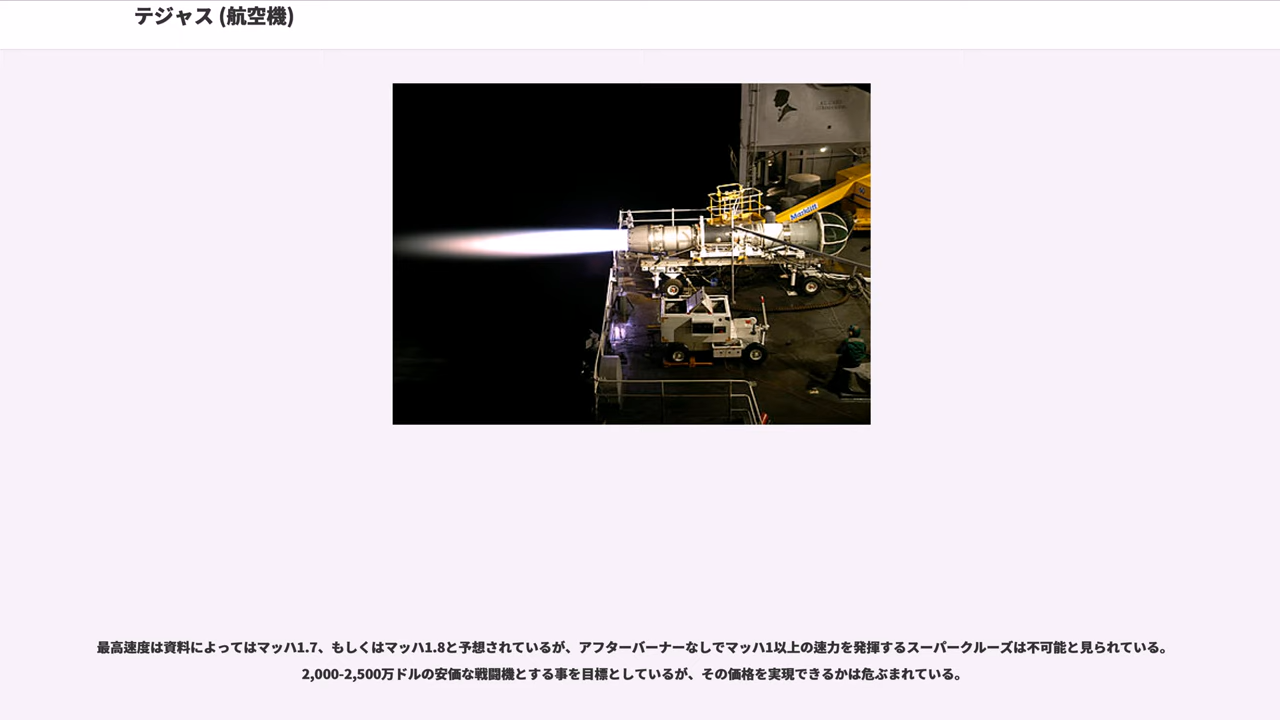 テジャス (航空機)
Marklift
最高速度は資料によってはマッハ1.7、もしくはマッハ1.8と予想されているが、アフターバーナーなしでマッハ1以上の速力を発揮するスーパークルーズは不可能と見られている。
2,000-2,500万ドルの安価な戦闘機とする事を目標としているが、その価格を実現できるかは危ぶまれている。